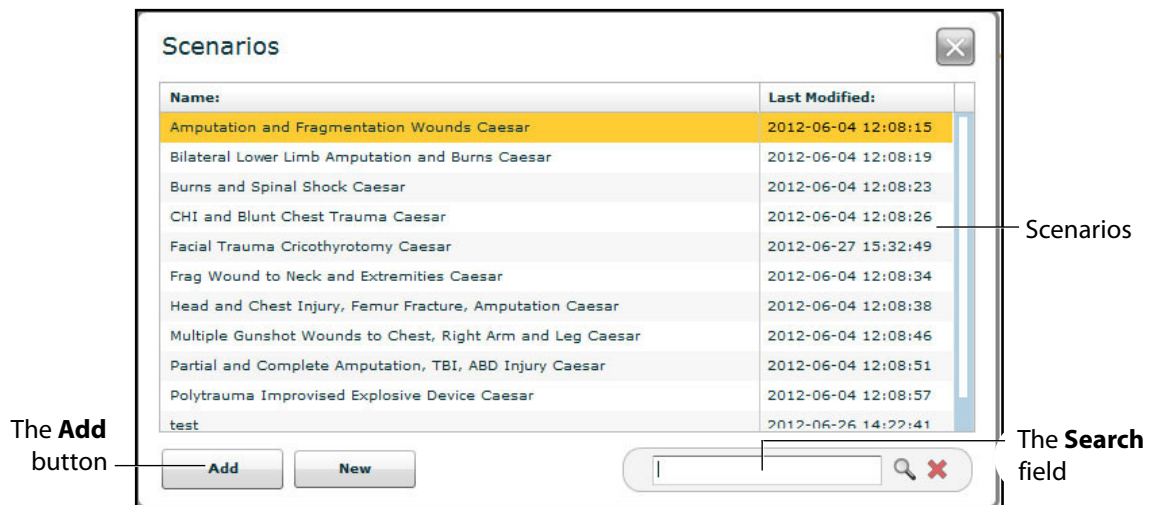 Scenarios
Name: Last Modified:
Amputation and Fragmentation Wounds Caesar 2012-06-04 12:08:15
Bilateral Lower Limb Amputation and Burns Caesar 2012-06-04 12:08:19
Burns and Spinal Shock Caesar 2012-06-04 12:08:23
CHI and Blunt Chest Trauma Caesar 2012-06-04 12:08:26
Scenarios
Facial Trauma Cricothyrotomy Caesar 2012-06-27 15:32:49
Frag Wound to Neck and Extremities Caesar 2012-06-04 12:08:34
Head and Chest Injury, Femur Fracture, Amputation Caesar 2012-06-04 12:08:38
Multiple Gunshot Wounds to Chest, Right Arm and Leg Caesar 2012-06-04 12:08:46
Partial and Complete Amputation, TBI, ABD Injury Caesar 2012-06-04 12:08:51
Polytrauma Improvised Explosive Device Caesar 2012-06-04 12:08:57
test 2012-06-26 14:22:41
The Add
button
Add New
The Search
field